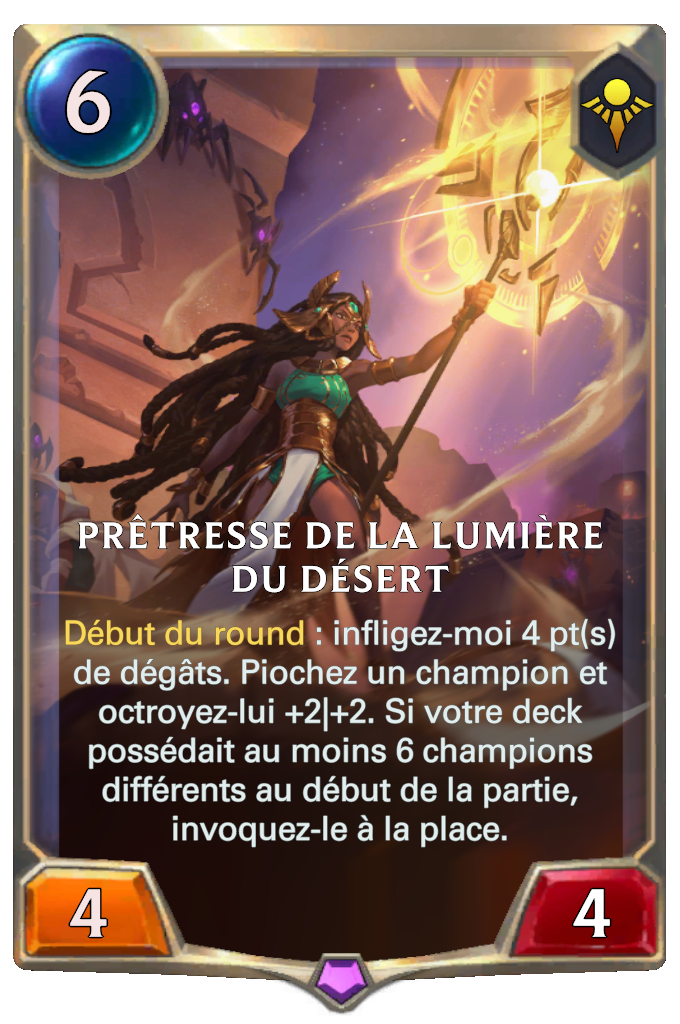 6
PRÊTRESSE DE LA LUMIÈRE
DU DÉSERT
Début du round : infligez-moi 4 pt(s)
de dégâts. Piochez un champion et
octroyez-lui +2|+2. Si votre deck
possédait au moins 6 champions
différents au début de la partie,
invoquez-le à la place.
4
4